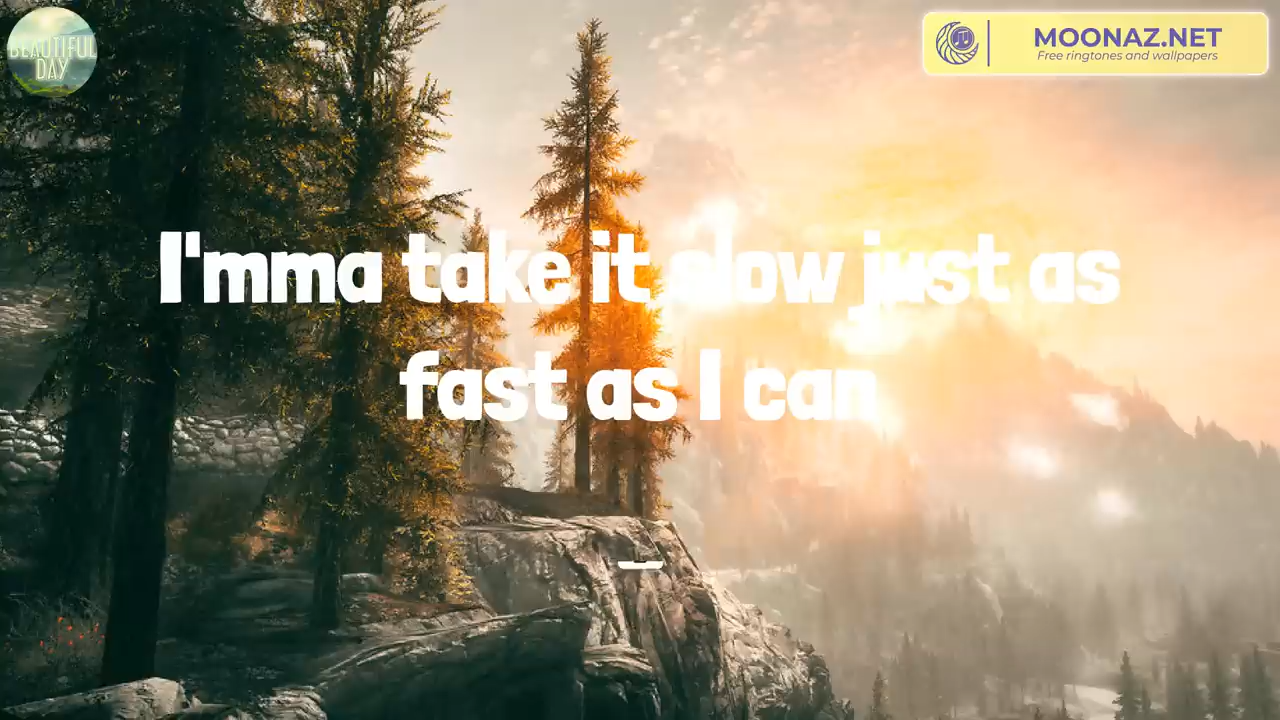 BEAUTIFUL
DAY
MOONAZ.NET
Free ringtones and wallpapers
I'mma take it slow just as
fast as I can